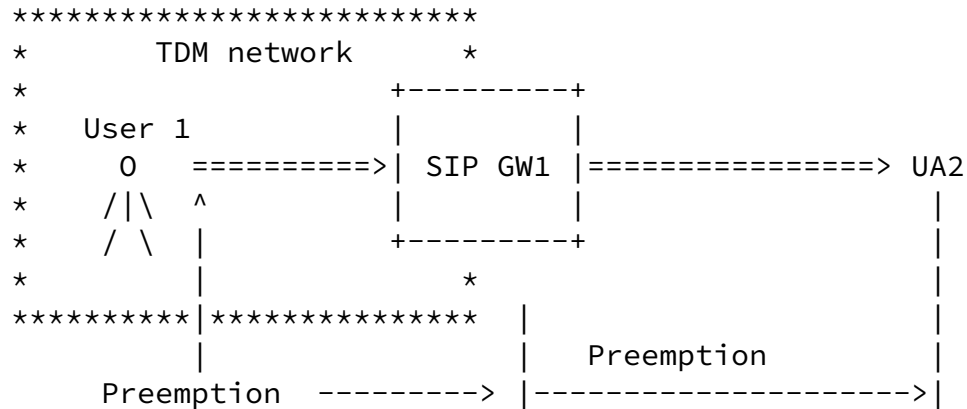 ***************************
*       TDM network      *
*                    +---------+
*   User 1           |         |
*     O   ==========>| SIP GW1 |================> UA2
*    /|\  ^          |         |                   |
*    / \  |          +---------+                   |
*         |              *                         |
**********|***************  |                      |
          |                 |   Preemption         |
     Preemption  ---------> |--------------------->|